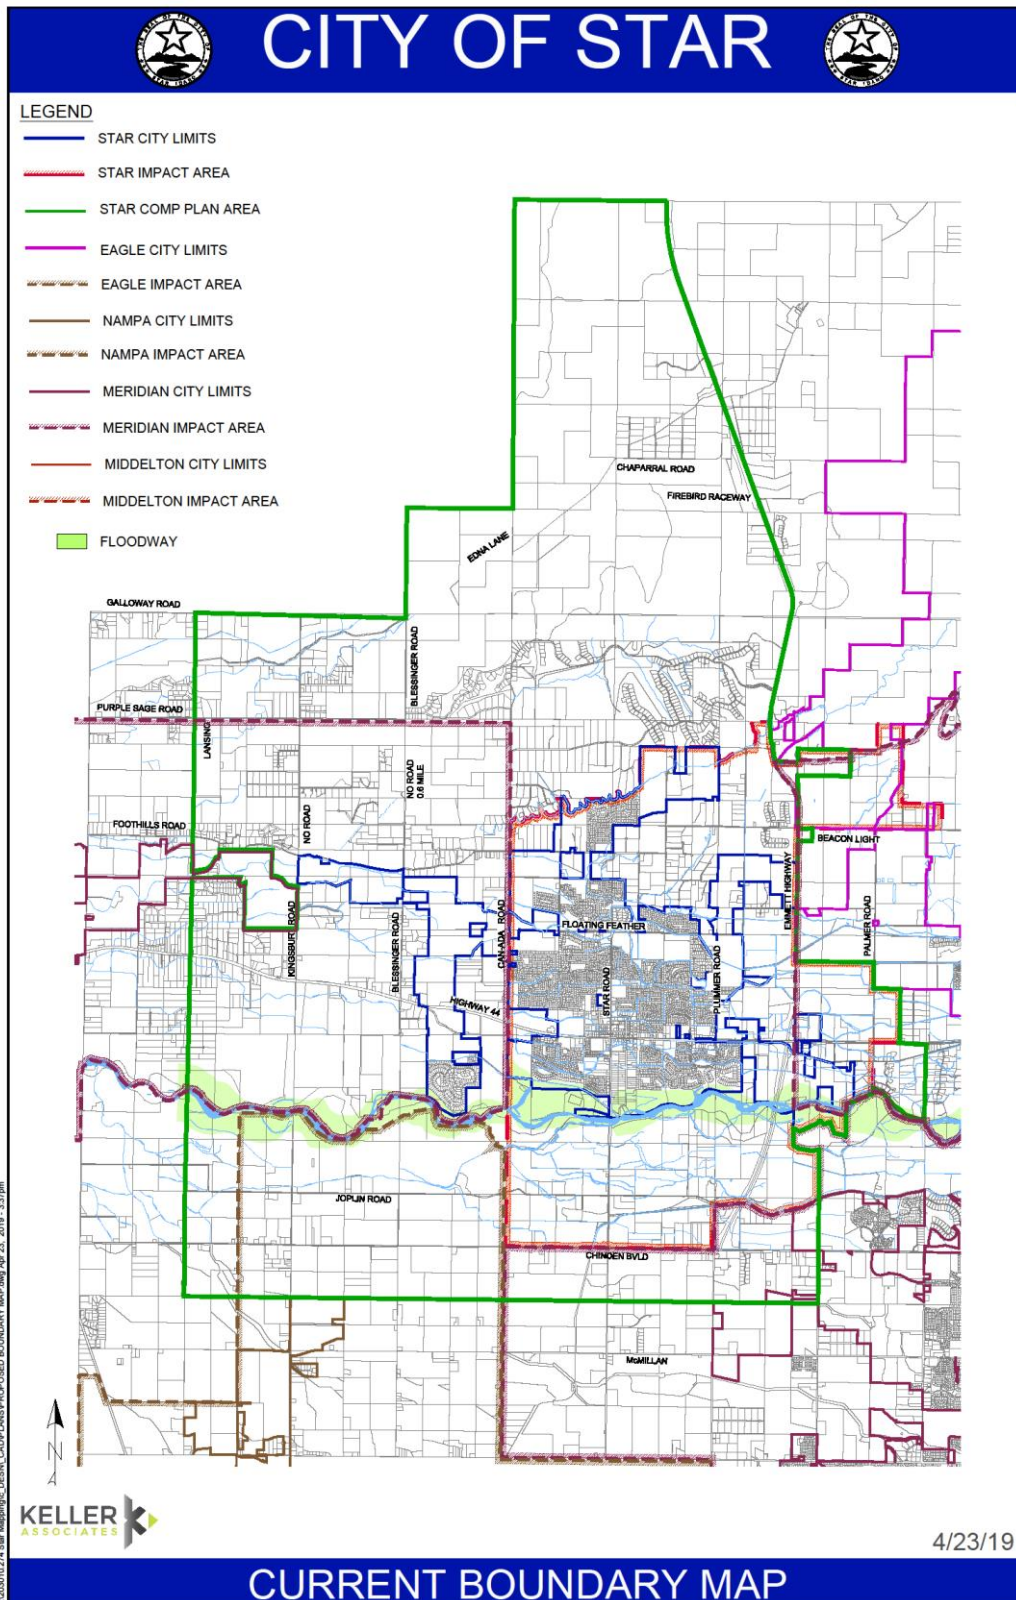 CITY OF STAR
LEGEND
STAR CITY LIMITS
STAR IMPACT AREA
STAR COMP PLAN AREA
EAGLE CITY LIMITS
EAGLE IMPACT AREA
NAMPA CITY LIMITS
NAMPA IMPACT AREA
MERIDIAN CITY LIMITS
MERIDIAN IMPACT AREA
MIDDELTON CITY LIMITS
MIDDELTON IMPACT AREA
FLOODWAY
CHAPARRAL ROAD
FIREBIRD RACEWAY
EDNA LANE
GALLOWAY ROAD
BLESSINGER ROAD
PURPLE SAGE ROAD
LANSING
NO ROAD
0.6 MILE
NO ROAD
FOOTHILLS ROAD
BEACON LIGHT
EMMETT HIGHWAY
PALMER ROAD
KINGSBURY ROAD
BLESSINGER ROAD
CAN-ADA ROAD
FLOATING FEATHER
STAR ROAD
PLUMMER ROAD
HIGHWAY 44
JOPLIN ROAD
CHINDEN BVLD
McMILLAN
N
KELLER
ASSOCIATES
4/23/19
CURRENT BOUNDARY MAP